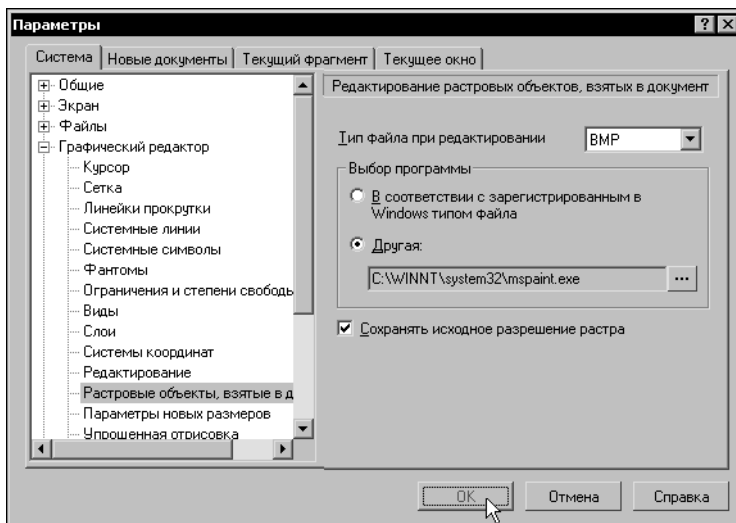 Параметры
Система Новые документы Текущий фрагмент Текущее окно
Общие
Экран
Файлы
Графический редактор
Курсор
Сетка
Линейки прокрутки
Системные линии
Системные символы
Фантомы
Ограничения и степени свободы
Виды
Слои
Системы координат
Редактирование
Растровые объекты, взятые в д
Параметры новых размеров
Упрощенная отрисовка
Редактирование растровых объектов, взятых в документ
Тип файла при редактировании BMP
Выбор программы
В соответствии с зарегистрированным в
Windows типом файла
Другая:
C:\WINNT\system32\mspaint.exe ...
Сохранять исходное разрешение растра
OK Отмена Справка